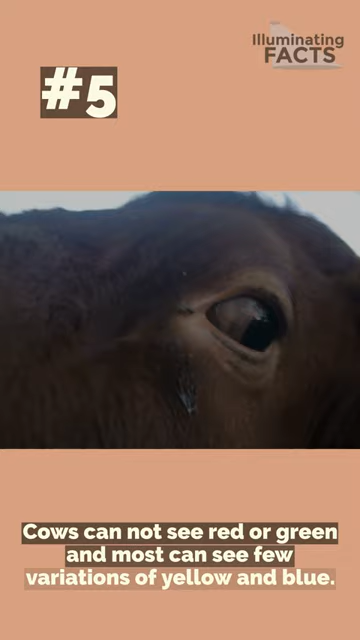 Illuminating
FACTS
#5
Cows can not see red or green
and most can see few
variations of yellow and blue.